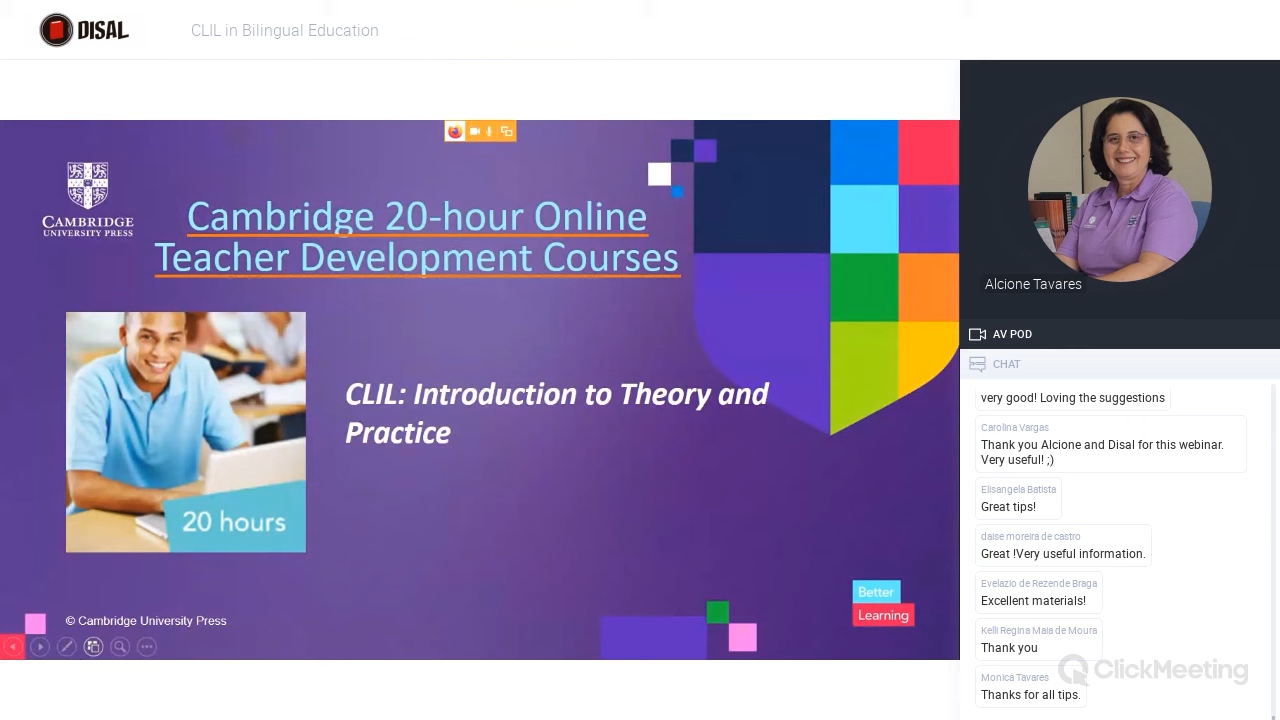 DISAL
CLIL in Bilingual Education
CAMBRIDGE
UNIVERSITY PRESS
Cambridge 20-hour Online
Teacher Development Courses
20 hours
CLIL: Introduction to Theory and
Practice
© Cambridge University Press
Better
Learning
Alcione Tavares
AV POD
CHAT
very good! Loving the suggestions
Carolina Vargas
Thank you Alcione and Disal for this webinar.
Very useful! ;)
Elisangela Batista
Great tips!
daise moreira de castro
Great !Very useful information.
Evelazio de Rezende Braga
Excellent materials!
Kelli Regina Maia de Moura
Thank you
Monica Tavares
Thanks for all tips.
ClickMeeting